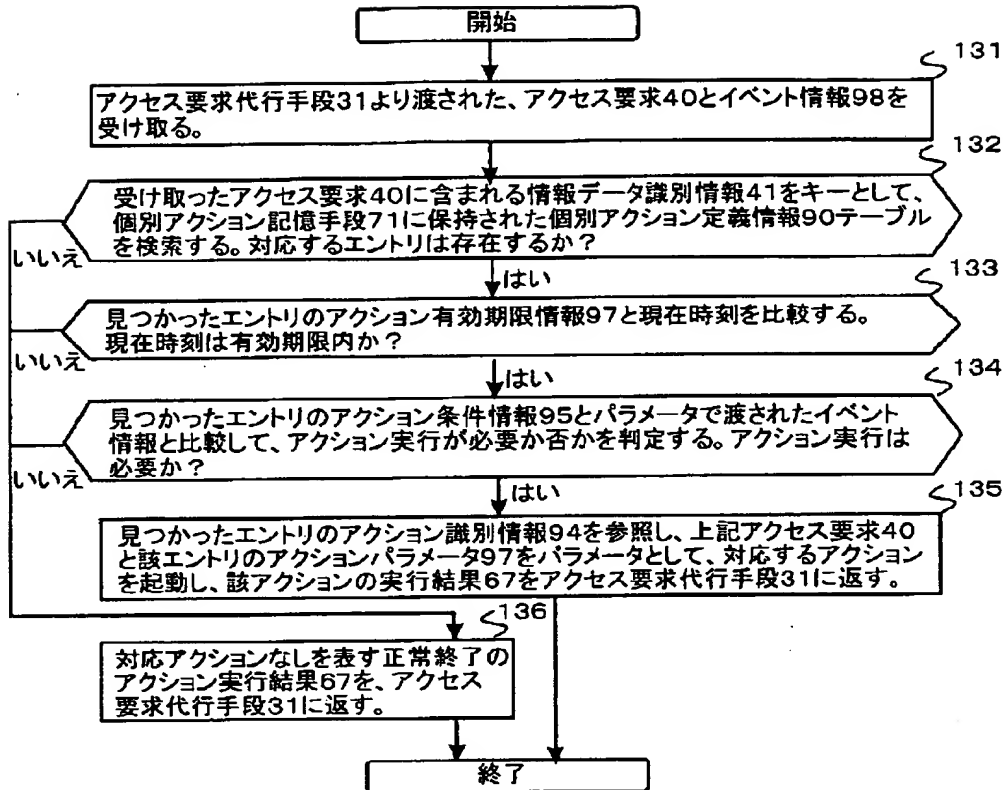 開始
131
アクセス要求代行手段31より渡された、アクセス要求40とイベント情報98を
受け取る。
132
受け取ったアクセス要求40に含まれる情報データ識別情報41をキーとして、
個別アクション記憶手段71に保持された個別アクション定義情報90テーブル
を検索する。対応するエントリは存在するか?
いいえ
はい
133
見つかったエントリのアクション有効期限情報97と現在時刻を比較する。
現在時刻は有効期限内か?
いいえ
はい
134
見つかったエントリのアクション条件情報95とパラメータで渡されたイベント
情報と比較して、アクション実行が必要か否かを判定する。アクション実行は
必要か?
いいえ
はい
135
見つかったエントリのアクション識別情報94を参照し、上記アクセス要求40
と該エントリのアクションパラメータ97をパラメータとして、対応するアクション
を起動し、該アクションの実行結果67をアクセス要求代行手段31に返す。
136
対応アクションなしを表す正常終了の
アクション実行結果67を、アクセス
要求代行手段31に返す。
終了